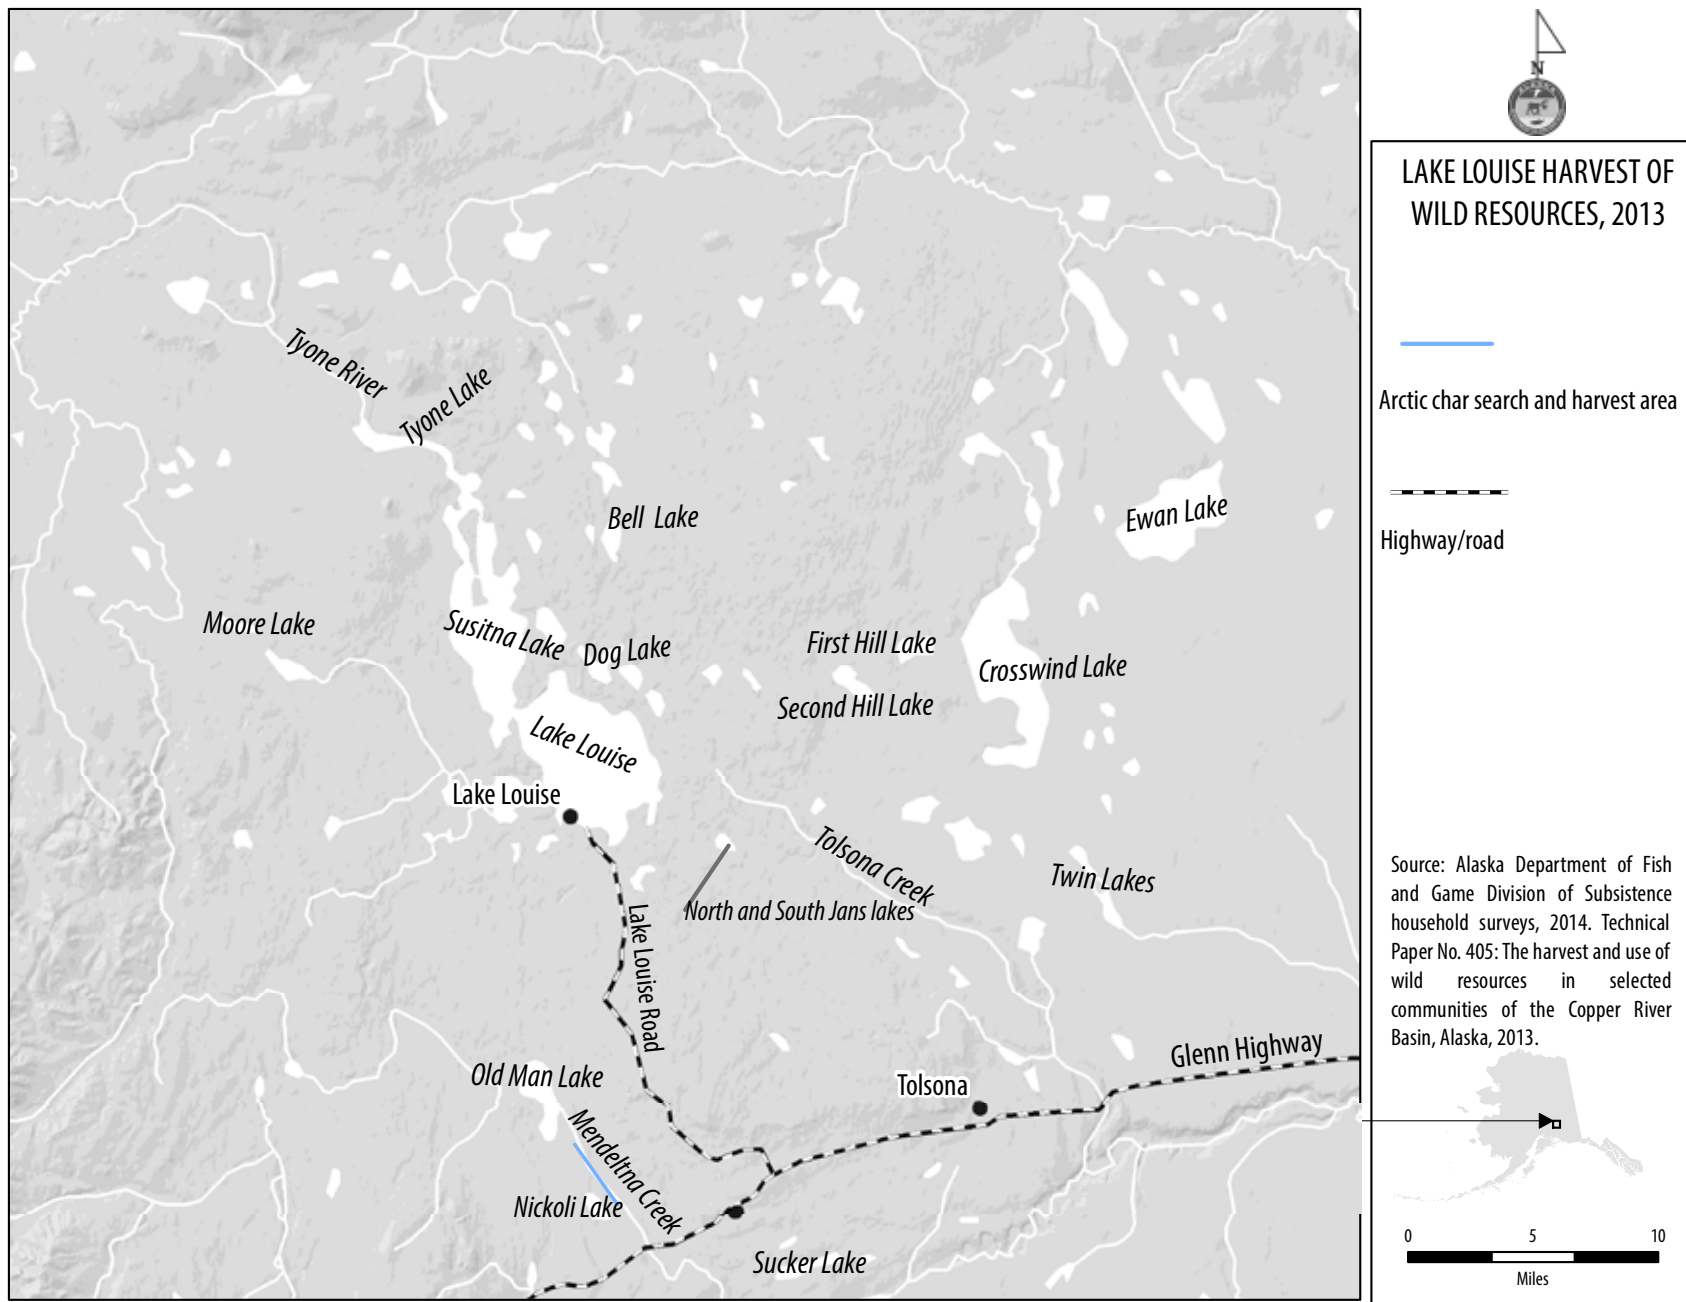 N
ALASKA
LAKE LOUISE HARVEST OF
WILD RESOURCES, 2013
Arctic char search and harvest area
Highway/road
Source: Alaska Department of Fish
and Game Division of Subsistence
household surveys, 2014. Technical
Paper No. 405: The harvest and use of
wild resources in selected
communities of the Copper River
Basin, Alaska, 2013.
0 5 10
Miles
Tyone River
Tyone Lake
Bell Lake
Ewan Lake
Moore Lake
Susitna Lake
Dog Lake
First Hill Lake
Crosswind Lake
Second Hill Lake
Lake Louise
Lake Louise
Tolsona Creek
Twin Lakes
North and South Jans lakes
Lake Louise Road
Glenn Highway
Old Man Lake
Tolsona
Mendeltna Creek
Nickoli Lake
Sucker Lake